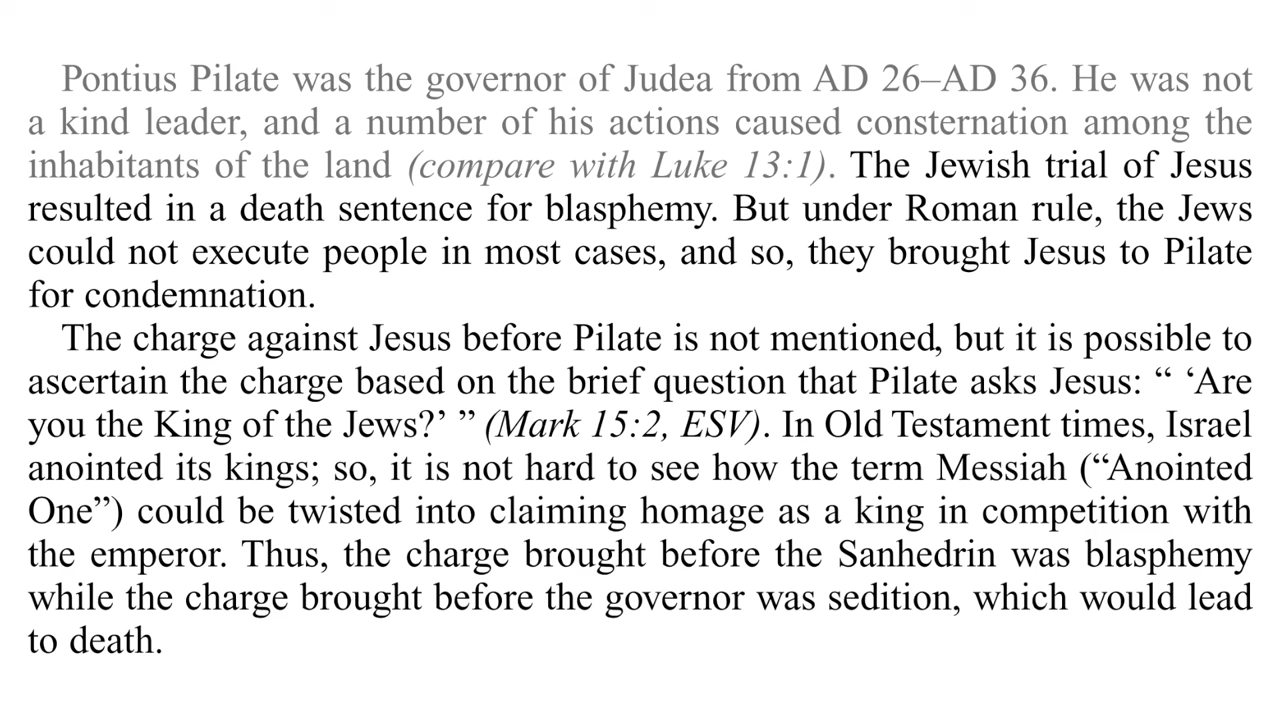 Pontius Pilate was the governor of Judea from AD 26–AD 36. He was not
a kind leader, and a number of his actions caused consternation among the
inhabitants of the land (compare with Luke 13:1). The Jewish trial of Jesus
resulted in a death sentence for blasphemy. But under Roman rule, the Jews
could not execute people in most cases, and so, they brought Jesus to Pilate
for condemnation.
The charge against Jesus before Pilate is not mentioned, but it is possible to
ascertain the charge based on the brief question that Pilate asks Jesus: “ ‘Are
you the King of the Jews?’ ” (Mark 15:2, ESV). In Old Testament times, Israel
anointed its kings; so, it is not hard to see how the term Messiah (“Anointed
One”) could be twisted into claiming homage as a king in competition with
the emperor. Thus, the charge brought before the Sanhedrin was blasphemy
while the charge brought before the governor was sedition, which would lead
to death.